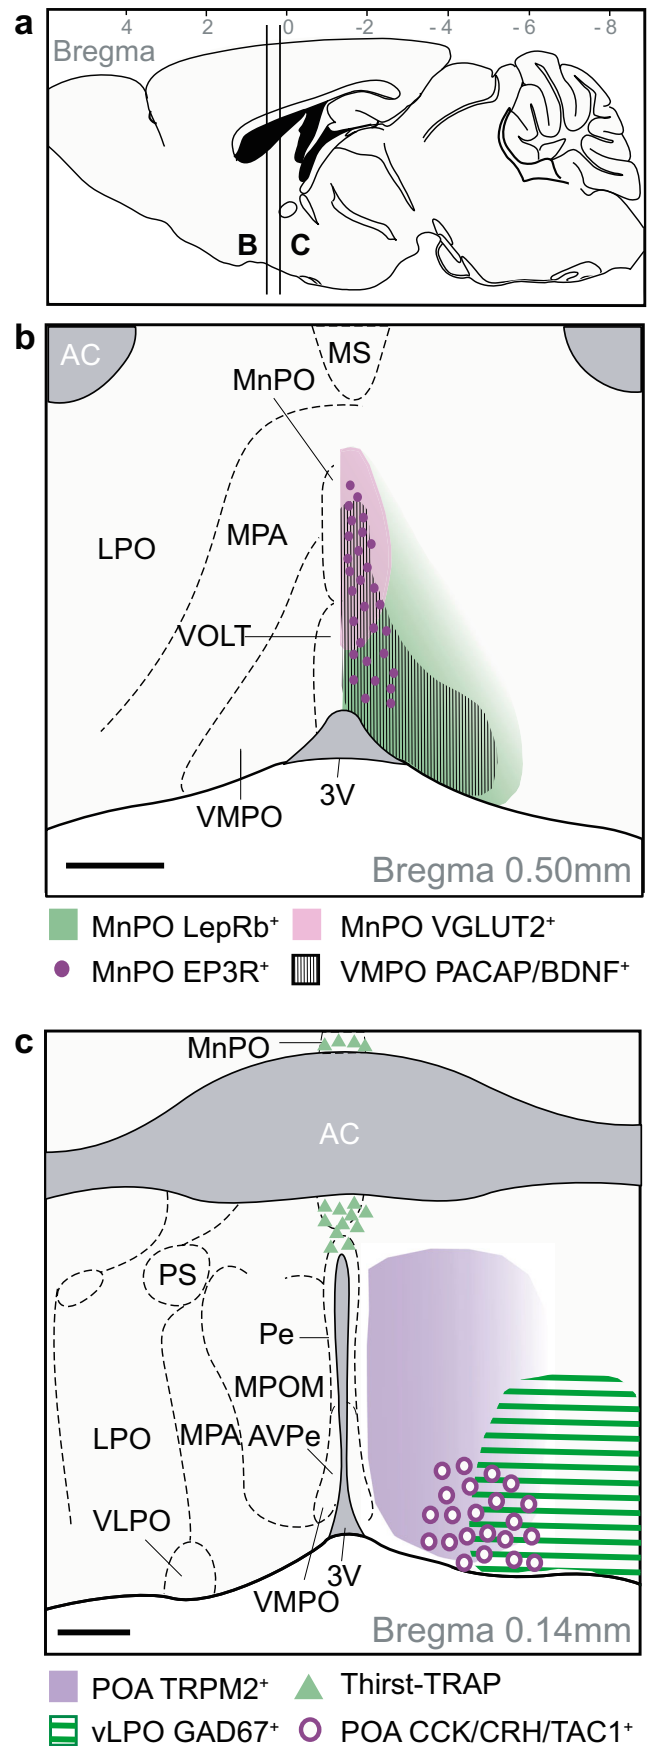 a
4 2 0 -2 -4 -6 -8
Bregma
B C
b
AC
MS
MnPO
LPO
MPA
VOLT
VMPO
3V
Bregma 0.50mm
MnPO LepRb+ MnPO VGLUT2+
MnPO EP3R+ VMPO PACAP/BDNF+
c
MnPO
AC
PS
Pe
MPOM
LPO MPA AVPe
VLPO
3V
VMPO
Bregma 0.14mm
POA TRPM2+ Thirst-TRAP
vLPO GAD67+ POA CCK/CRH/TAC1+